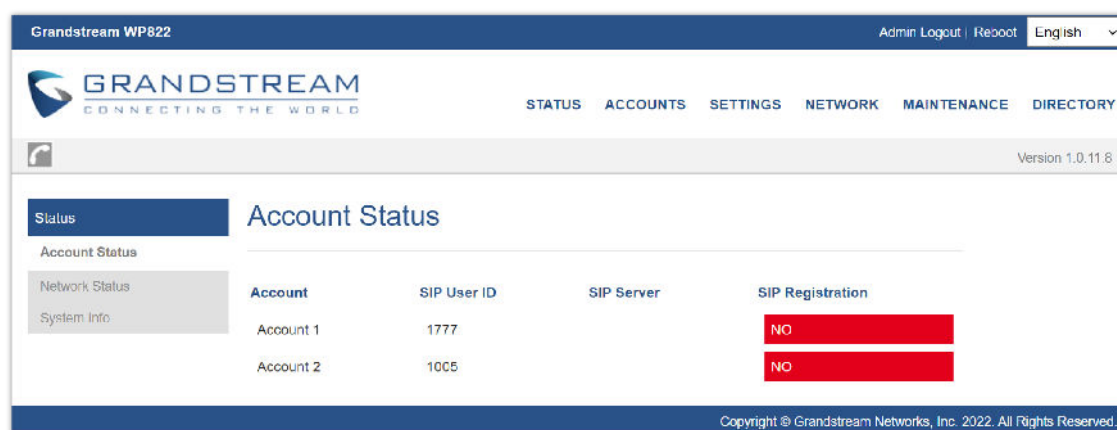 Grandstream WP822
Admin Logout | Reboot English
GRANDSTREAM
CONNECTING THE WORLD
STATUS ACCOUNTS SETTINGS NETWORK MAINTENANCE DIRECTORY
Version 1.0.11.8
Status
Account Status
Network Status
System Info
Account Status
Account SIP User ID SIP Server SIP Registration
Account 1 1777 NO
Account 2 1005 NO
Copyright © Grandstream Networks, Inc. 2022. All Rights Reserved.